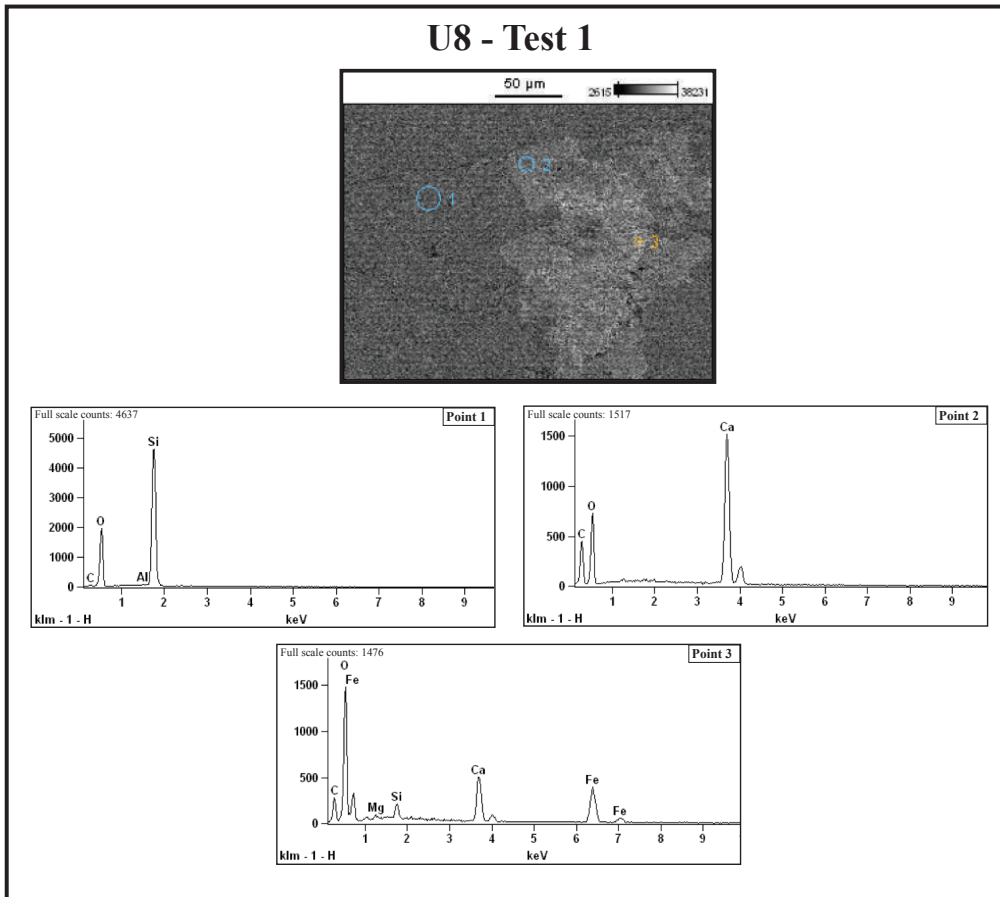 U8 - Test 1
50 µm
2615 38231
1
2
3
Full scale counts: 4637
Point 1
5000
4000
3000
2000
1000
0
C
O
Al
Si
1 2 3 4 5 6 7 8 9
klm - 1 - H
keV
Full scale counts: 1517
Point 2
1500
1000
500
0
C
O
Ca
1 2 3 4 5 6 7 8 9
klm - 1 - H
keV
Full scale counts: 1476
Point 3
1500
1000
500
0
O
Fe
C
Mg
Si
Ca
Fe
Fe
1 2 3 4 5 6 7 8 9
klm - 1 - H
keV